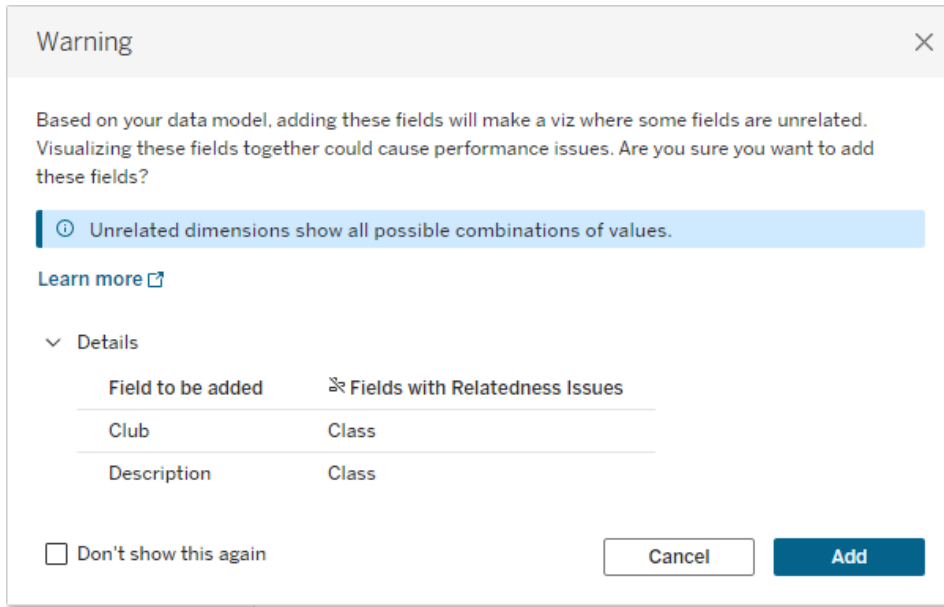 Warning
Based on your data model, adding these fields will make a viz where some fields are unrelated.
Visualizing these fields together could cause performance issues. Are you sure you want to add
these fields?
Unrelated dimensions show all possible combinations of values.
Learn more
Details
Field to be added Fields with Relatedness Issues
Club Class
Description Class
Don't show this again Cancel Add